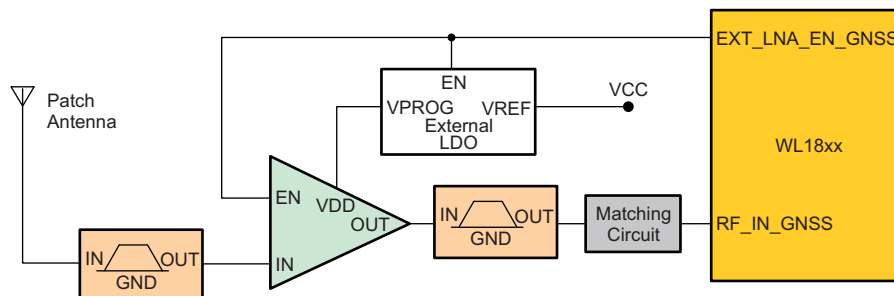 EXT_LNA_EN_GNSS
EN
VCC
Patch
Antenna
VPROG
VREF
External
LDO
WL18xx
EN
VDD
OUT
IN
IN
OUT
GND
Matching
Circuit
RF_IN_GNSS
IN
OUT
GND